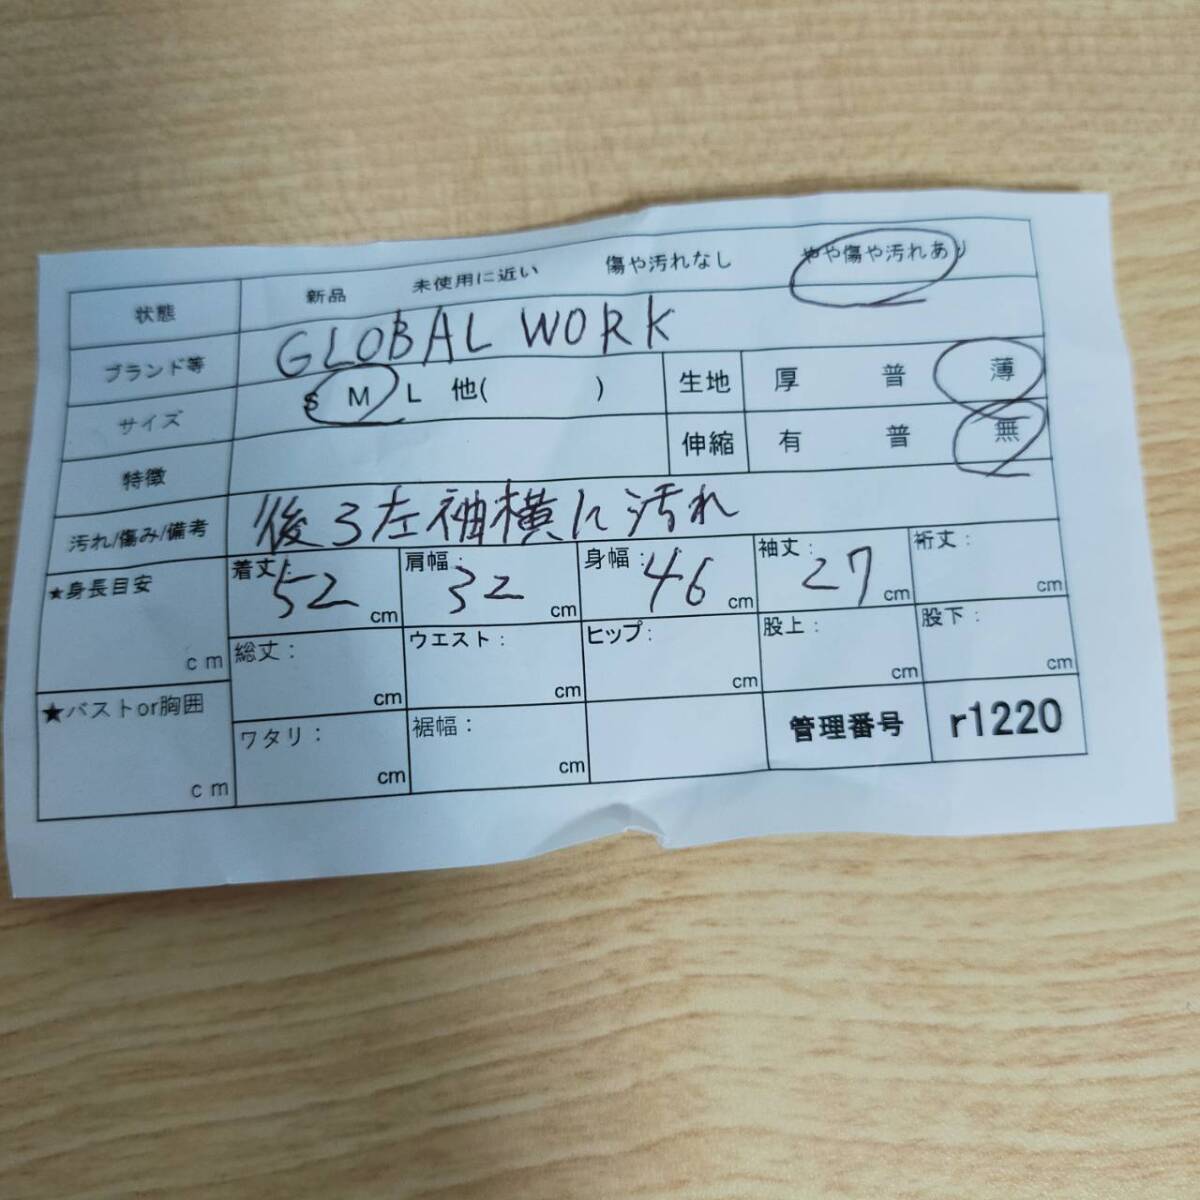 状態 新品 未使用に近い 傷や汚れなし やや傷や汚れあり
ブランド等 GLOBAL WORK
サイズ S M L 他( ) 生地 厚 普 薄
特徴 伸縮 有 普 無
汚れ/傷み/備考 後ろ左袖横に汚れ
★身長目安 cm 着丈: 52 cm 肩幅: 32 cm 身幅: 46 cm 袖丈: 27 cm 裄丈: cm
総丈: cm ウエスト: cm ヒップ: cm 股上: cm 股下: cm
★バストor胸囲 cm ワタリ: cm 裾幅: cm 管理番号 r1220